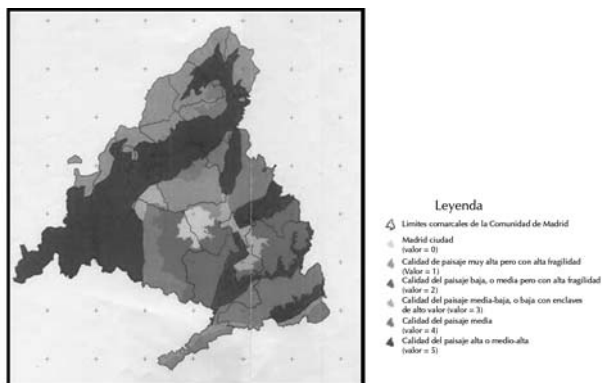 Leyenda
Límites comarcales de la Comunidad de Madrid
Madrid ciudad
(valor = 0)
Calidad de paisaje muy alta pero con alta fragilidad
(Valor = 1)
Calidad del paisaje baja, o media pero con alta fragilidad
(valor = 2)
Calidad del paisaje media-baja, o baja con enclaves
de alto valor (valor = 3)
Calidad del paisaje media
(valor = 4)
Calidad del paisaje alta o medio-alta
(valor = 5)